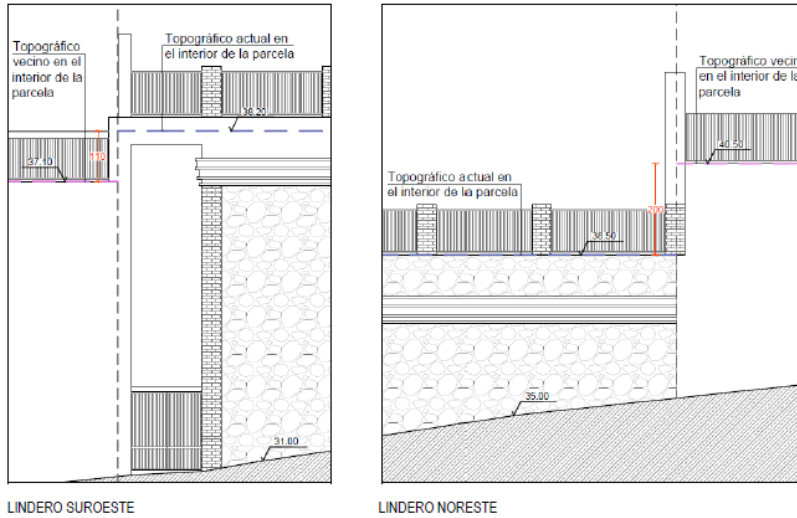 Topográfico
vecino en el
interior de la
parcela
Topográfico actual en
el interior de la parcela
38.20
110
37.10
31.00
LINDERO SUROESTE
Topográfico vecin
en el interior de la
parcela
40.50
Topográfico actual en
el interior de la parcela
200
38.50
35.00
LINDERO NORESTE